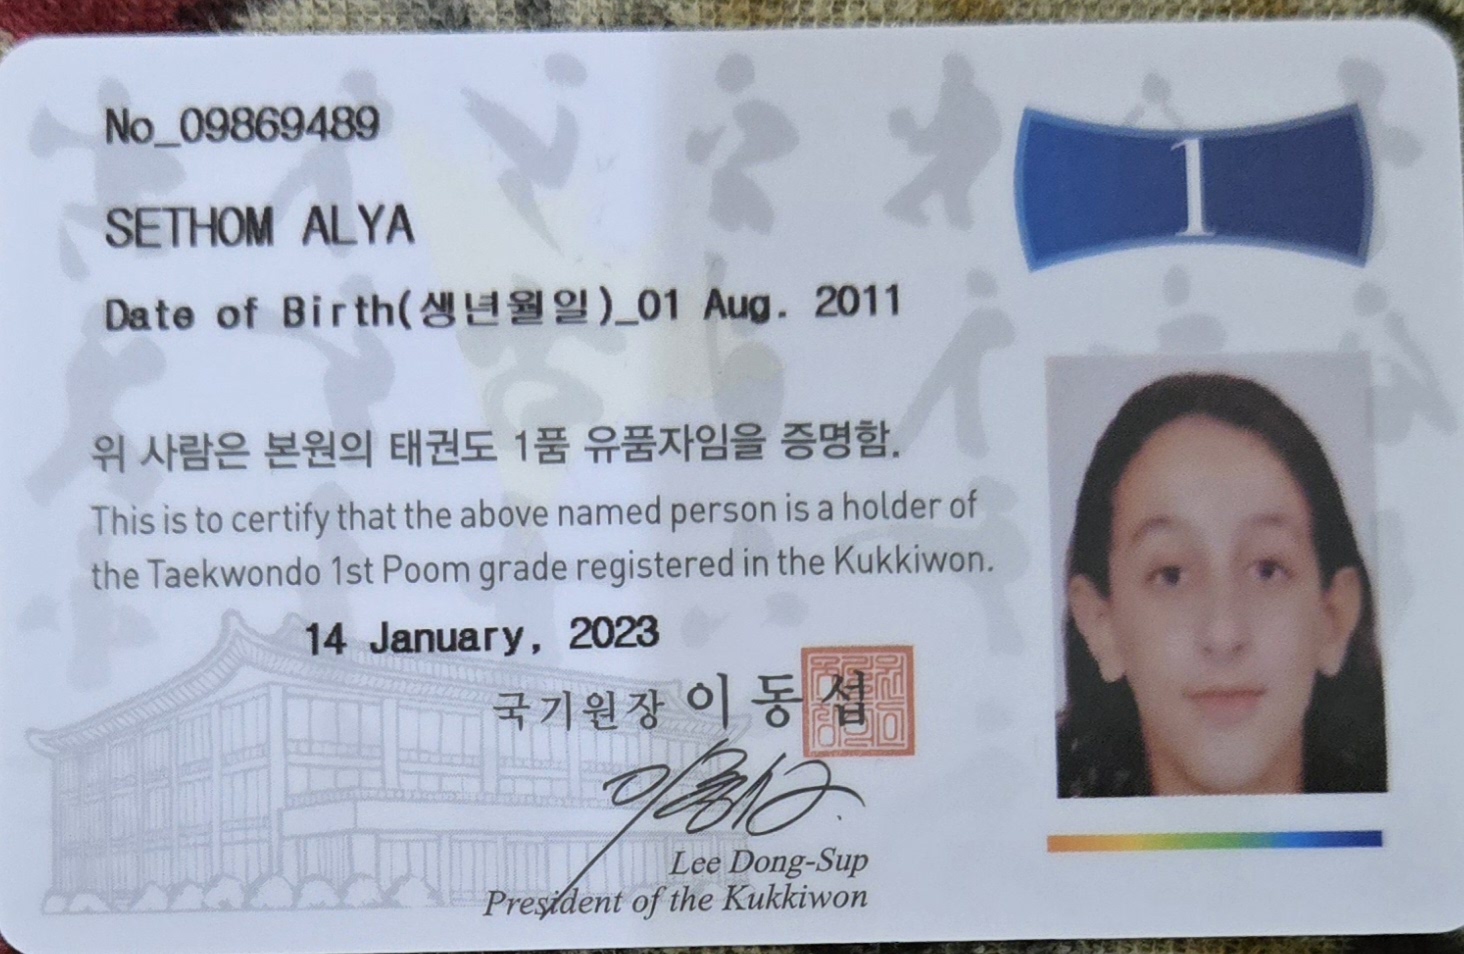 No_09869489
1
SETHOM ALYA
Date of Birth(생년월일)_01 Aug. 2011
위 사람은 본원의 태권도 1품 유품자임을 증명함.
This is to certify that the above named person is a holder of
the Taekwondo 1st Poom grade registered in the Kukkiwon.
14 January, 2023
국기원장 이동섭
Lee Dong-Sup
President of the Kukkiwon